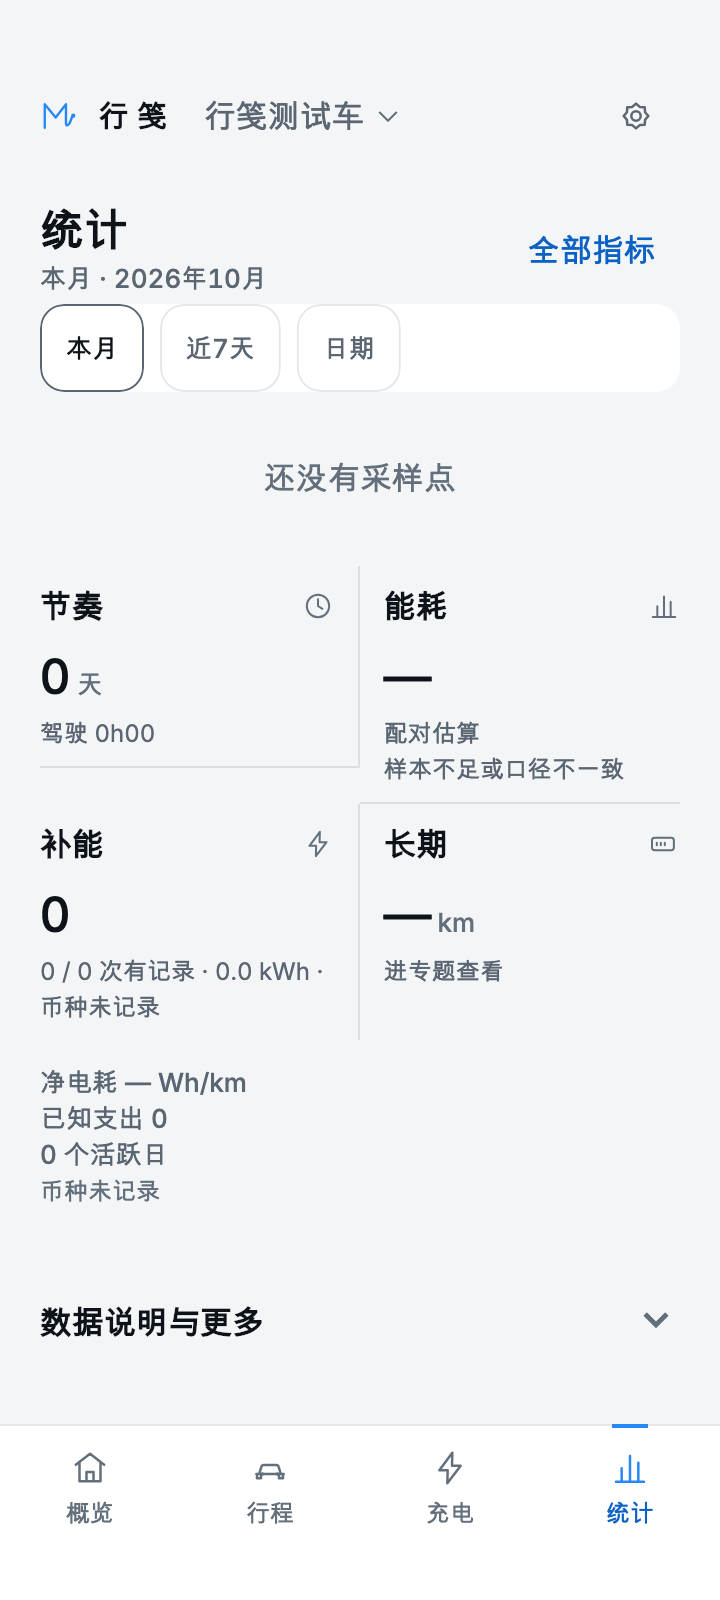 行笺 行笺测试车
统计
全部指标
本月 · 2026年10月
本月 近7天 日期
还没有采样点
节奏
0 天
驾驶 0h00
能耗
—
配对估算
样本不足或口径不一致
补能
0
0 / 0 次有记录 · 0.0 kWh ·
币种未记录
长期
— km
进专题查看
净电耗 — Wh/km
已知支出 0
0 个活跃日
币种未记录
数据说明与更多
概览 行程 充电 统计